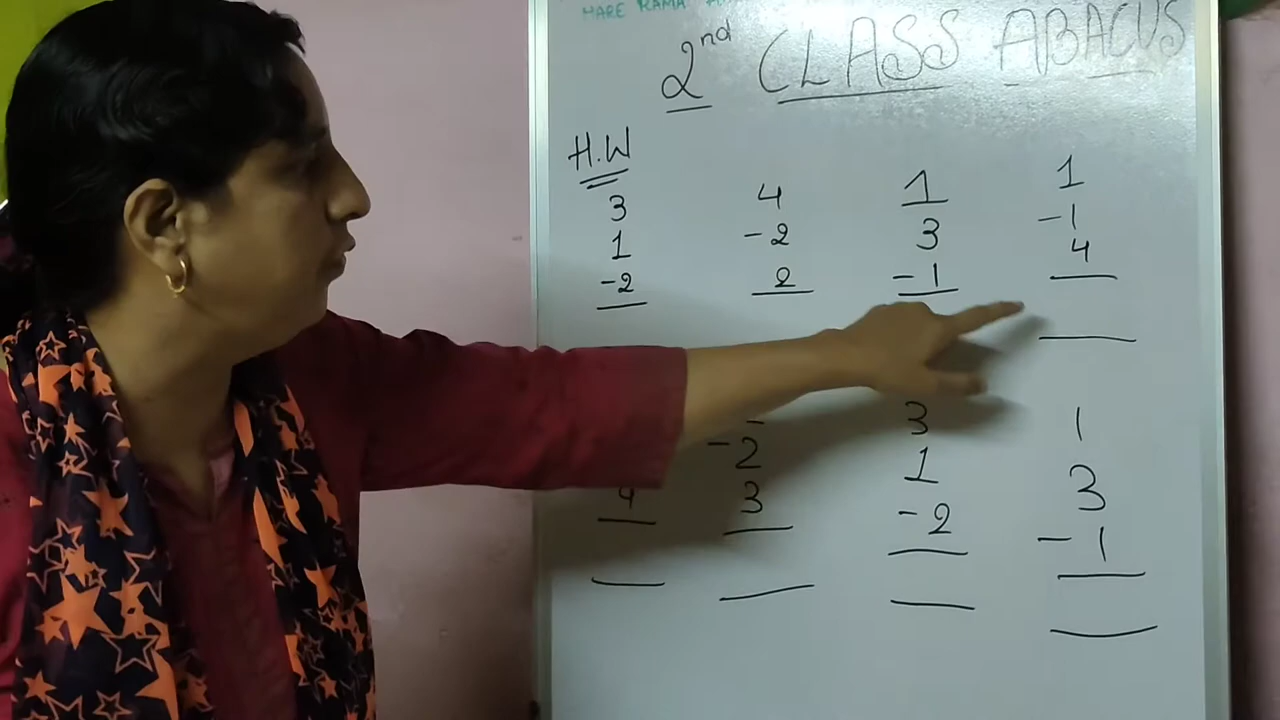 HARE RAMA
2nd CLASS ABACUS
H.W
3 4 1 1
1 -2 3 -1
-2 2 -1 4
3 1
-2 1 3
4 3 -2 -1